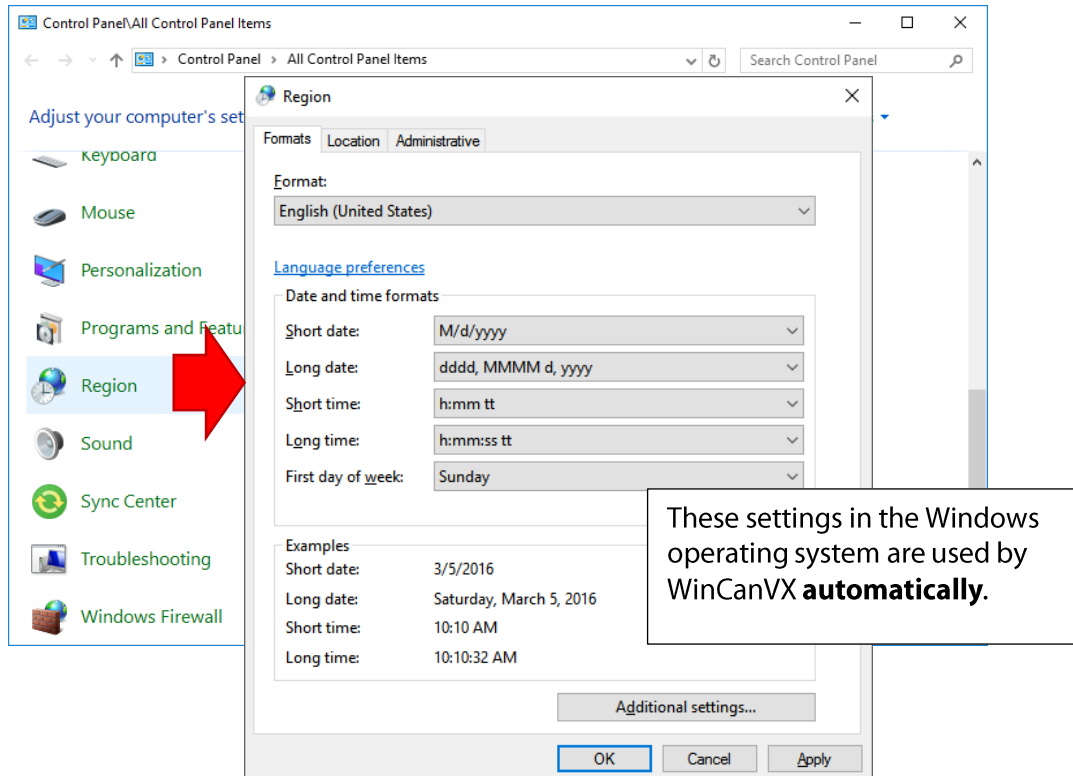 Control Panel\All Control Panel Items
Control Panel > All Control Panel Items
Search Control Panel
Adjust your computer's set
Keyboard
Mouse
Personalization
Programs and Featu
Region
Sound
Sync Center
Troubleshooting
Windows Firewall
Region
Formats Location Administrative
Format:
English (United States)
Language preferences
Date and time formats
Short date: M/d/yyyy
Long date: dddd, MMMM d, yyyy
Short time: h:mm tt
Long time: h:mm:ss tt
First day of week: Sunday
Examples
Short date: 3/5/2016
Long date: Saturday, March 5, 2016
Short time: 10:10 AM
Long time: 10:10:32 AM
Additional settings...
OK Cancel Apply
These settings in the Windows
operating system are used by
WinCanVX automatically.